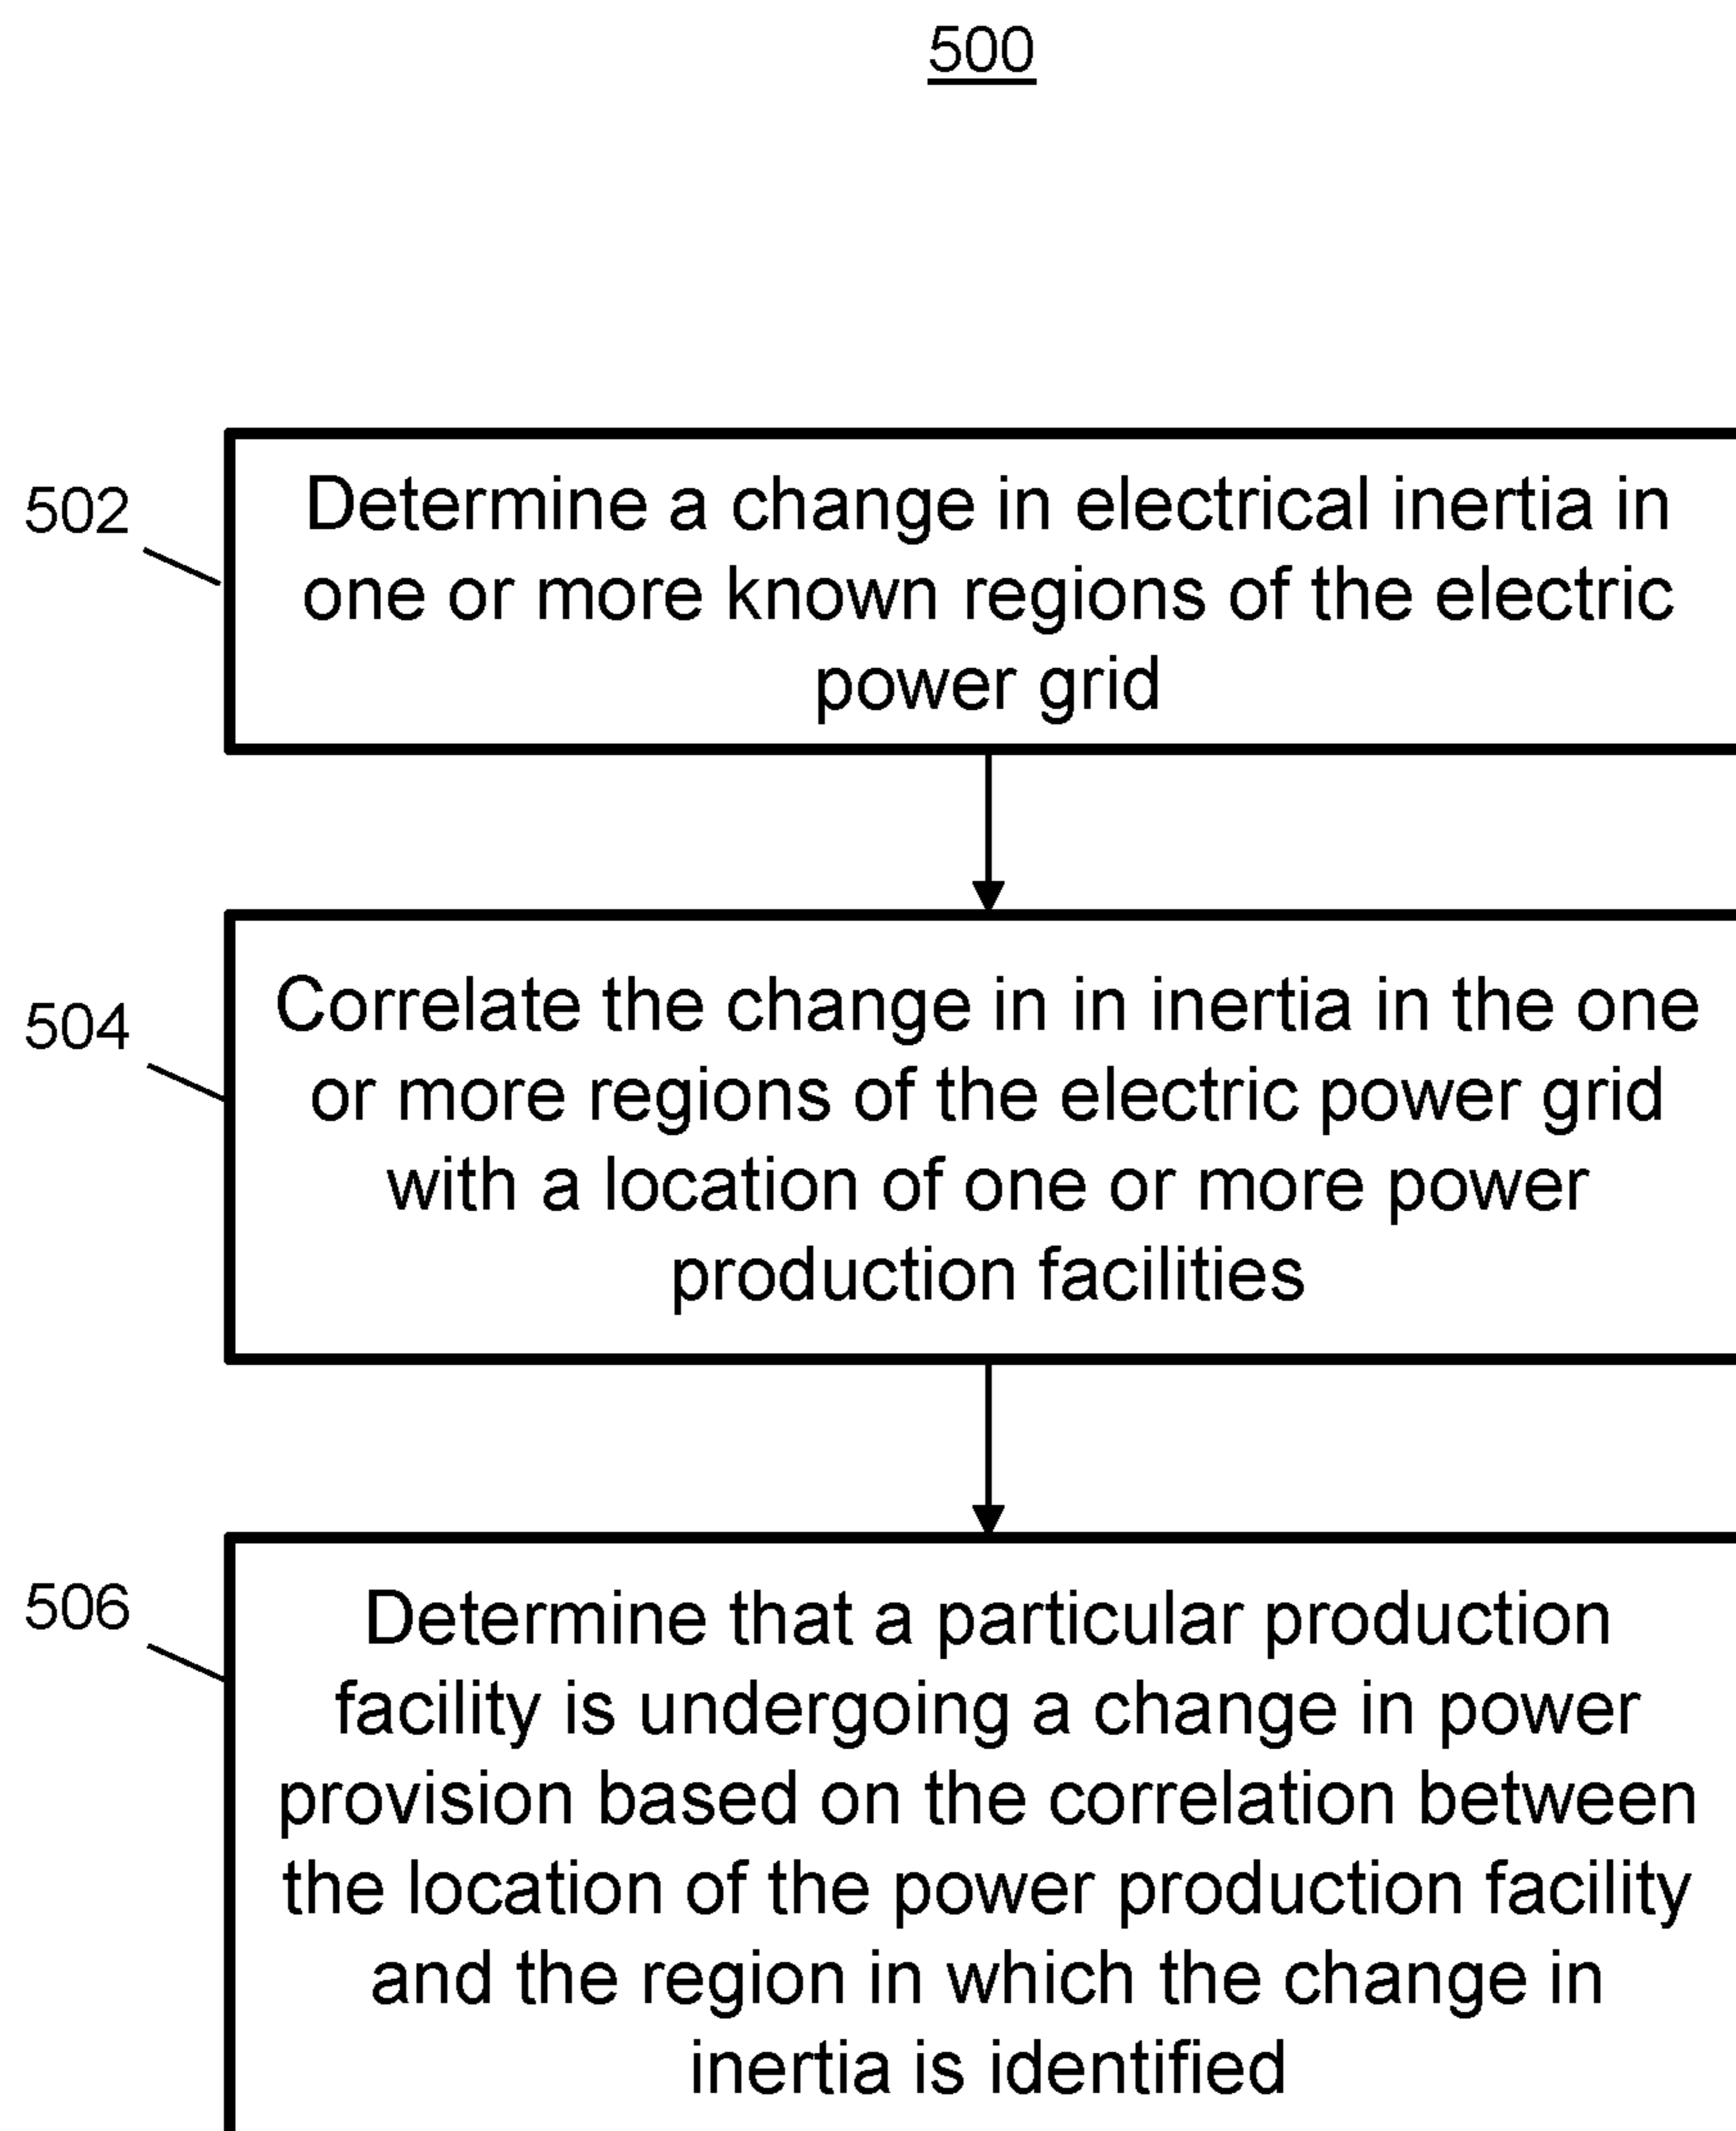 500
502
Determine a change in electrical inertia in
one or more known regions of the electric
power grid
504
Correlate the change in in inertia in the one
or more regions of the electric power grid
with a location of one or more power
production facilities
506
Determine that a particular production
facility is undergoing a change in power
provision based on the correlation between
the location of the power production facility
and the region in which the change in
inertia is identified